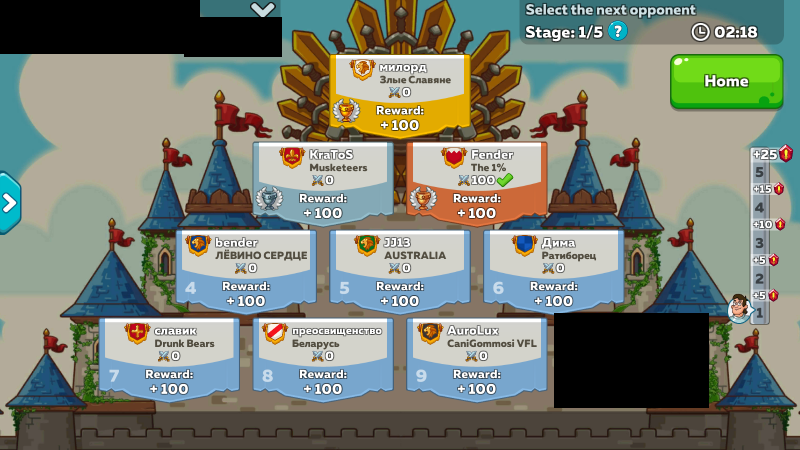 Select the next opponent
Stage: 1/5 ?
02:18
Home
милорд
Злые Славяне
0
Reward:
+100
KraToS
Musketeers
0
Reward:
+100
Fender
The 1%
100
Reward:
+100
bender
ЛЁВИНО СЕРДЦЕ
0
4
Reward:
+100
JJ13
AUSTRALIA
0
5
Reward:
+100
Дима
Ратиборец
0
6
Reward:
+100
славик
Drunk Bears
0
7
Reward:
+100
преосвищенство
Беларусь
0
8
Reward:
+100
AuroLux
CaniGommosi VFL
0
9
Reward:
+100
+25
5
+15
4
+10
3
+5
2
+5
1